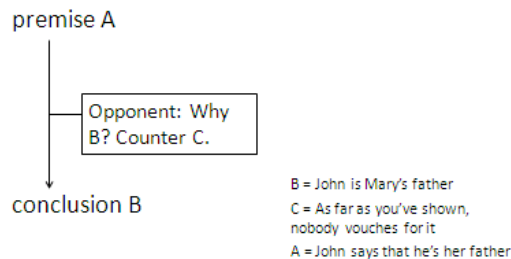 premise A
Opponent: Why
B? Counter C.
conclusion B
B = John is Mary's father
C = As far as you've shown,
nobody vouches for it
A = John says that he's her father